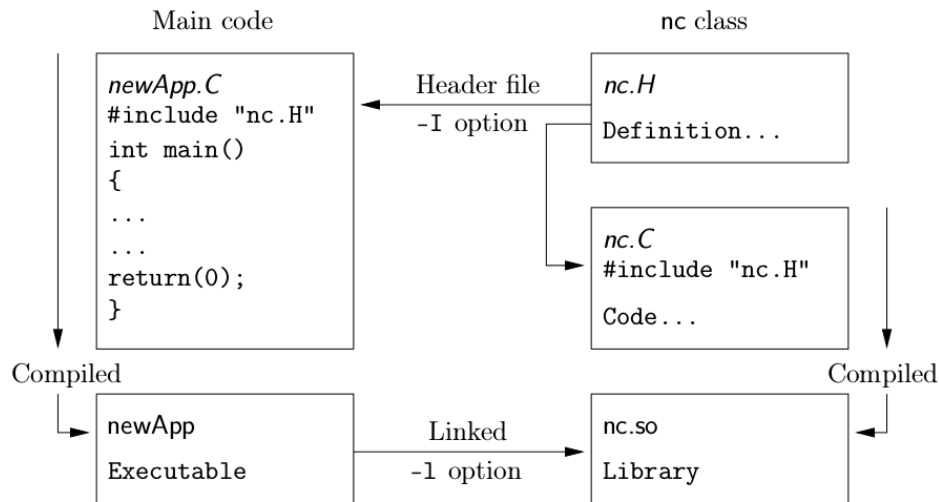 Main code
nc class
newApp.C
#include "nc.H"
int main()
{
...
...
return(0);
}
Header file
-I option
nc.H
Definition...
nc.C
#include "nc.H"
Code...
Compiled
Compiled
newApp
Executable
Linked
-l option
nc.so
Library